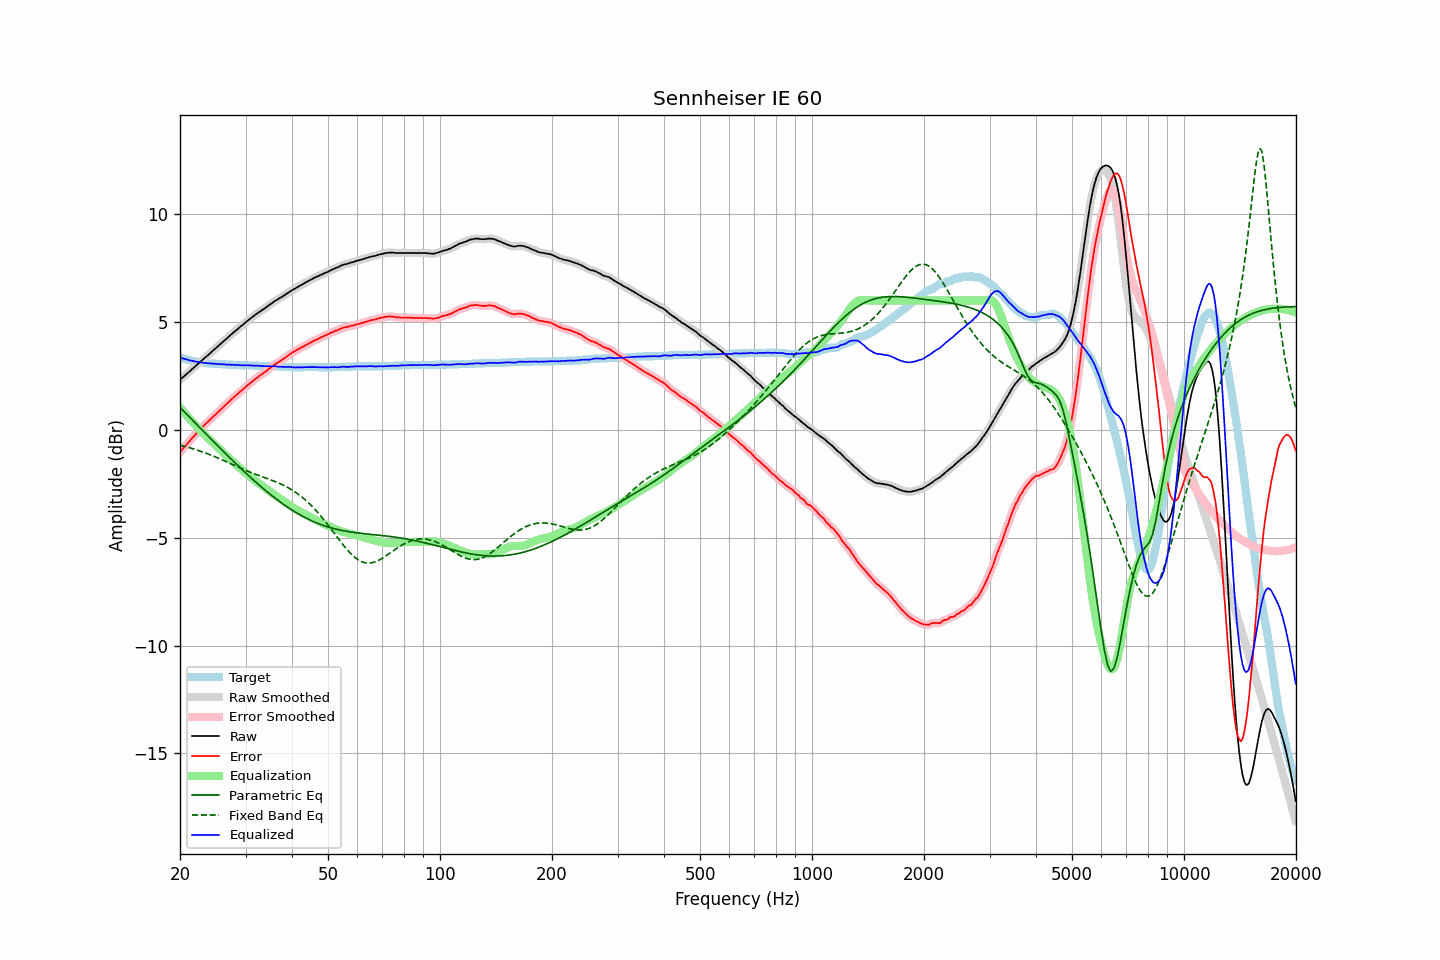 Sennheiser IE 60
Amplitude (dBr)
10
5
0
−5
−10
−15
Target
Raw Smoothed
Error Smoothed
Raw
Error
Equalization
Parametric Eq
Fixed Band Eq
Equalized
20 50 100 200 500 1000 2000 5000 10000 20000
Frequency (Hz)